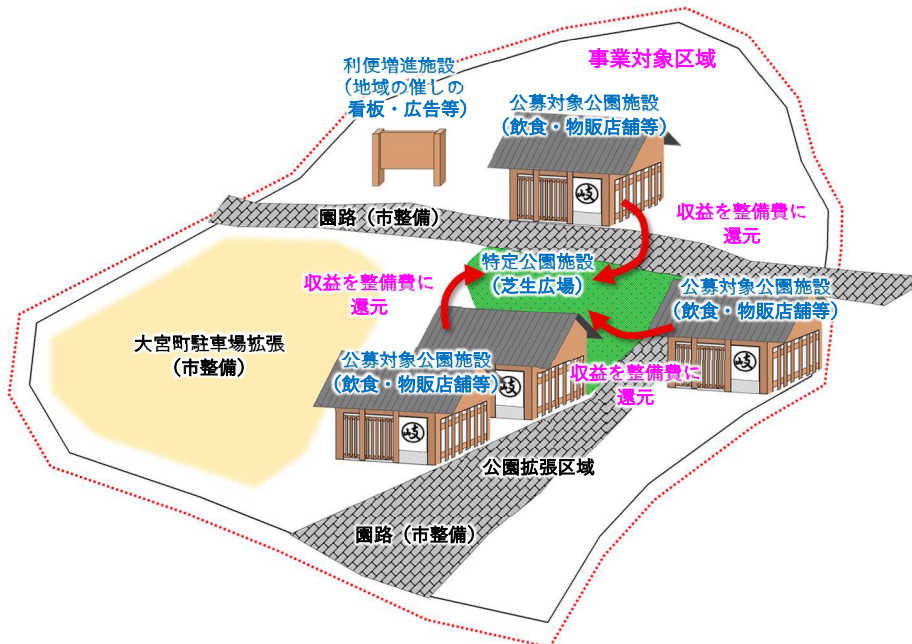 事業対象区域
利便増進施設
(地域の催しの
看板・広告等)
公募対象公園施設
(飲食・物販店舗等)
岐
園路(市整備)
収益を整備費に
還元
特定公園施設
(芝生広場)
収益を整備費に
還元
公募対象公園施設
(飲食・物販店舗等)
岐
大宮町駐車場拡張
(市整備)
公募対象公園施設
(飲食・物販店舗等)
岐
岐
収益を整備費に
還元
公園拡張区域
園路(市整備)